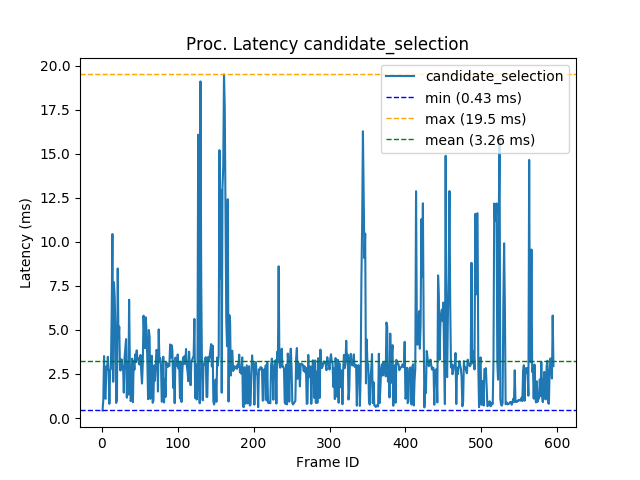 Proc. Latency candidate_selection
candidate_selection
min (0.43 ms)
max (19.5 ms)
mean (3.26 ms)
Latency (ms)
20.0
17.5
15.0
12.5
10.0
7.5
5.0
2.5
0.0
0 100 200 300 400 500 600
Frame ID